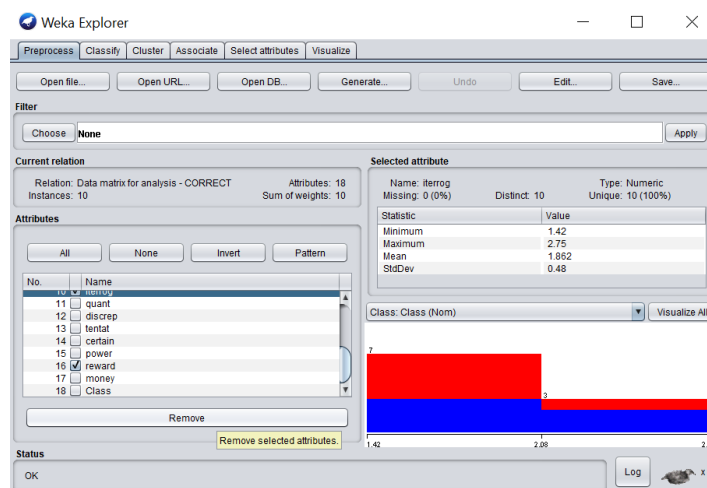 Weka Explorer
Preprocess Classify Cluster Associate Select attributes Visualize
Open file... Open URL... Open DB... Generate... Undo Edit... Save...
Filter
Choose None Apply
Current relation
Relation: Data matrix for analysis - CORRECT Attributes: 18
Instances: 10 Sum of weights: 10
Selected attribute
Name: iterrog Type: Numeric
Missing: 0 (0%) Distinct: 10 Unique: 10 (100%)
Statistic Value
Minimum 1.42
Maximum 2.75
Mean 1.862
StdDev 0.48
Attributes
All None Invert Pattern
No. Name
10 iterrog
11 quant
12 discrep
13 tentat
14 certain
15 power
16 reward
17 money
18 Class
Remove
Remove selected attributes.
Class: Class (Nom) Visualize All
7
3
1.42 2.08 2.
Status
OK
Log x